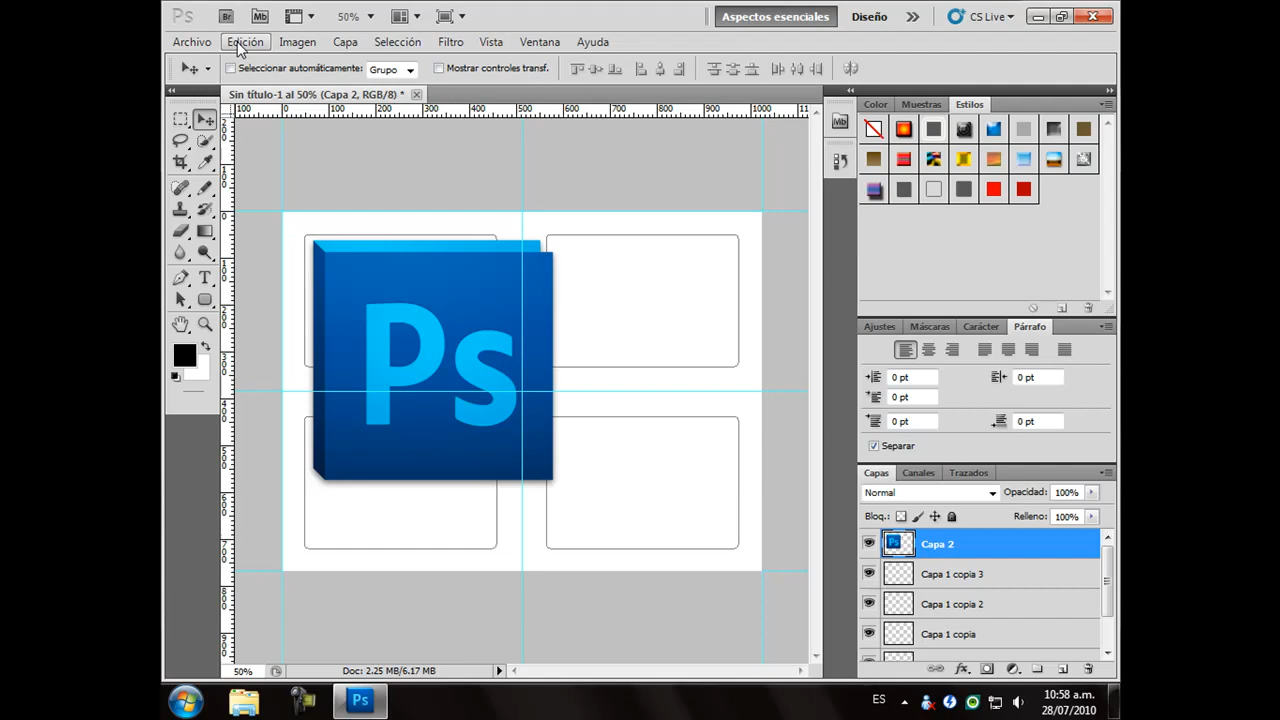 Ps Br Mb 50% Aspectos esenciales Diseño CS Live
Archivo Edición Imagen Capa Selección Filtro Vista Ventana Ayuda
Seleccionar automáticamente: Grupo Mostrar controles transf.
Sin título-1 al 50% (Capa 2, RGB/8) *
100 0 100 200 300 400 500 600 700 800 900 1000
Mb
Color Muestras Estilos
Ps
Ajustes Máscaras Carácter Párrafo
0 pt 0 pt
0 pt
0 pt 0 pt
Separar
Capas Canales Trazados
Normal Opacidad: 100%
Bloq.: Relleno: 100%
Ps Capa 2
Capa 1 copia 3
Capa 1 copia 2
Capa 1 copia
50% Doc: 2.25 MB/6.17 MB
Ps ES 10:58 a.m.
28/07/2010